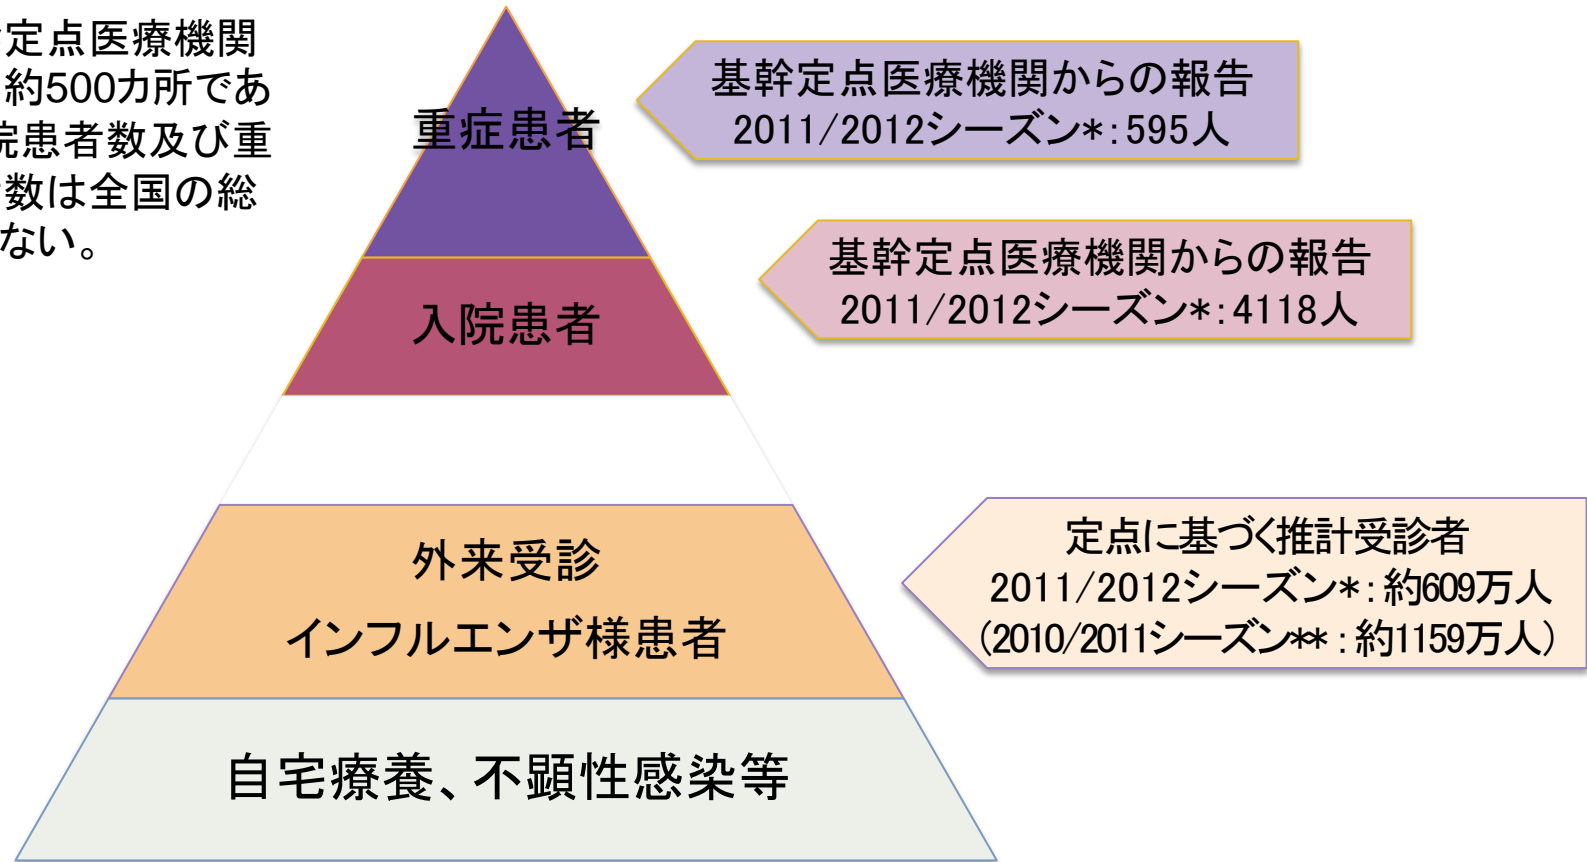 定点医療機関
約500カ所であ
院患者数及び重
数は全国の総
ない。
重症患者
基幹定点医療機関からの報告
2011/2012シーズン*:595人
入院患者
基幹定点医療機関からの報告
2011/2012シーズン*:4118人
外来受診
インフルエンザ様患者
定点に基づく推計受診者
2011/2012シーズン*:約609万人
(2010/2011シーズン**:約1159万人)
自宅療養、不顕性感染等